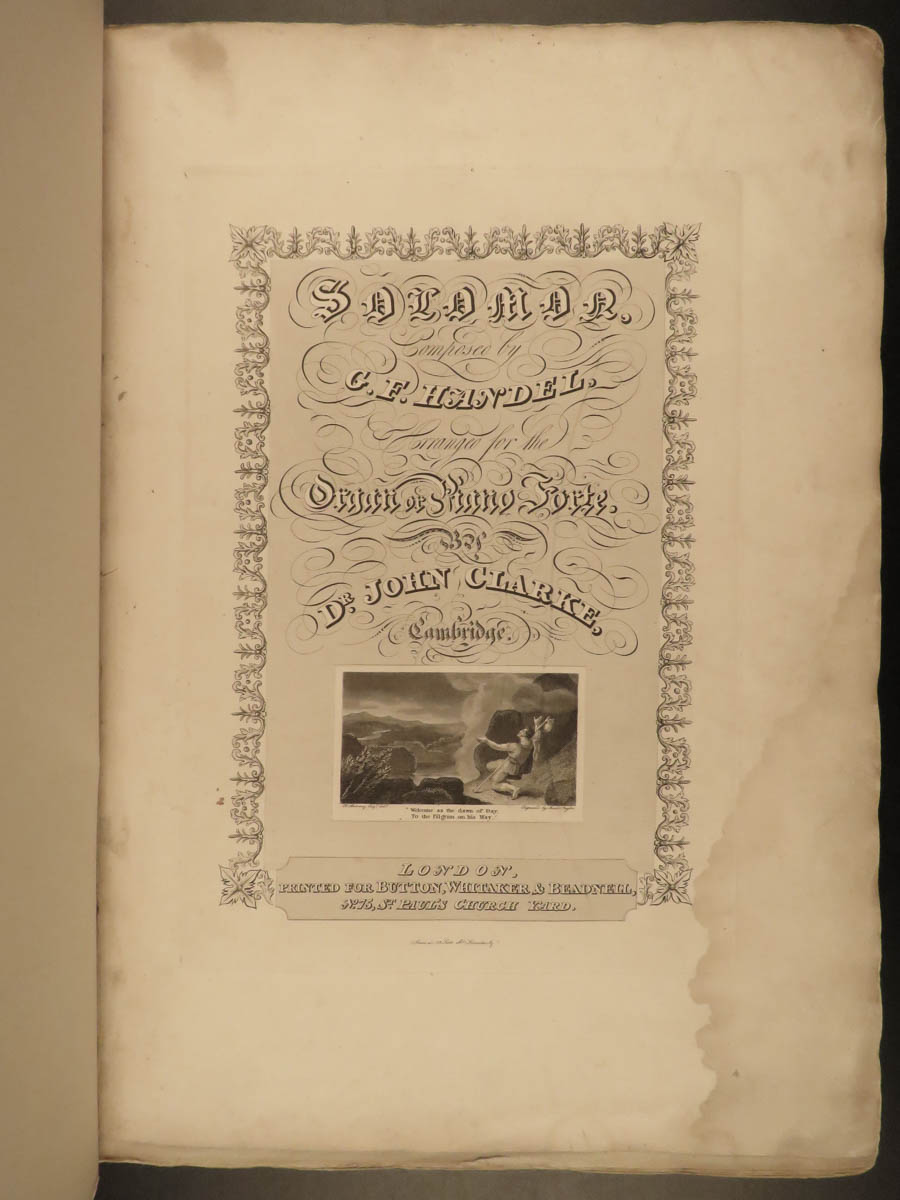 SOLOMON,
Composed by
G. F. HANDEL.
Arranged for the
Organ or Piano Forte.
BY
DR. JOHN CLARKE,
Cambridge.
"Welcome as the dawn of Day
To the Pilgrim on his Way."
LONDON,
PRINTED FOR BUTTON, WHITAKER, & BEADNELL,
No. 75, ST. PAUL'S CHURCH YARD.